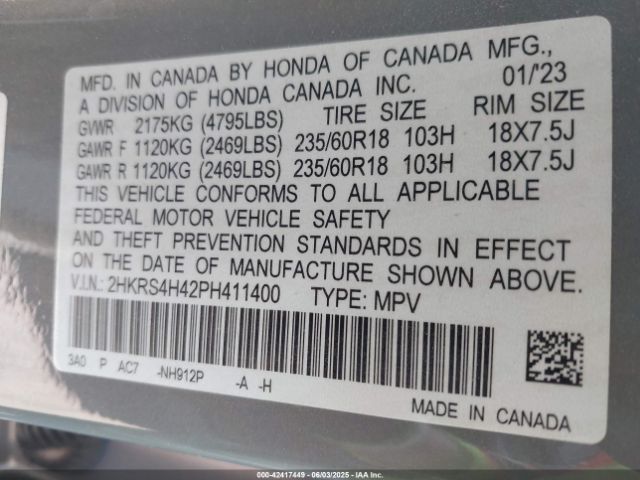 MFD. IN CANADA BY HONDA OF CANADA MFG.,
A DIVISION OF HONDA CANADA INC. 01/'23
GVWR 2175KG (4795LBS) TIRE SIZE RIM SIZE
GAWR F 1120KG (2469LBS) 235/60R18 103H 18X7.5J
GAWR R 1120KG (2469LBS) 235/60R18 103H 18X7.5J
THIS VEHICLE CONFORMS TO ALL APPLICABLE
FEDERAL MOTOR VEHICLE SAFETY
AND THEFT PREVENTION STANDARDS IN EFFECT
ON THE DATE OF MANUFACTURE SHOWN ABOVE.
V.I.N.: 2HKRS4H42PH411400 TYPE: MPV
3A0 P AC7 -NH912P -A -H
MADE IN CANADA
000-42417449 - 06/03/2025 - IAA Inc.